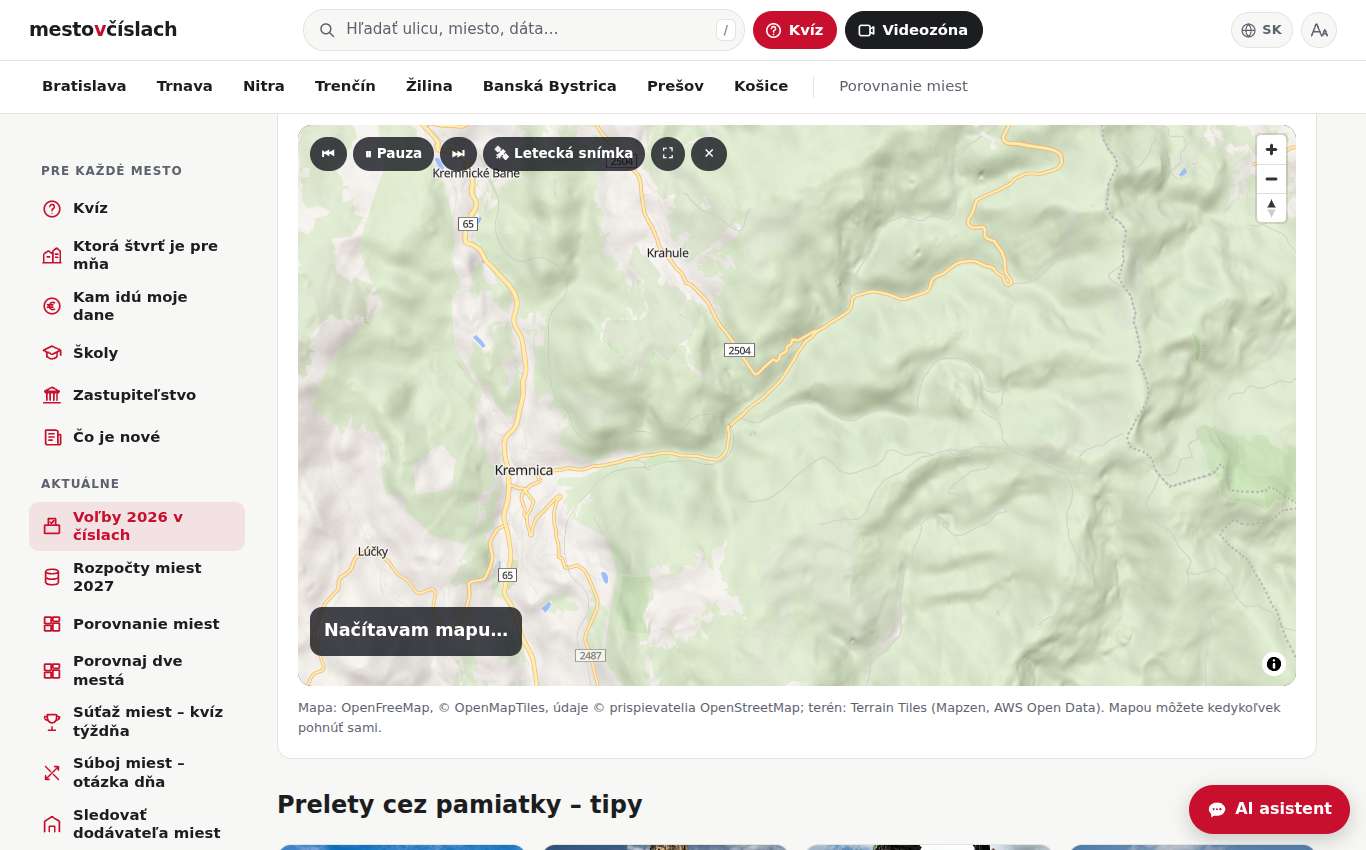 mestovčíslach
Hľadať ulicu, miesto, dáta…
/
Kvíz
Videozóna
SK
Bratislava
Trnava
Nitra
Trenčín
Žilina
Banská Bystrica
Prešov
Košice
Porovnanie miest
PRE KAŽDÉ MESTO
Kvíz
Ktorá štvrť je pre
mňa
Kam idú moje
dane
Školy
Zastupiteľstvo
Čo je nové
AKTUÁLNE
Voľby 2026 v
číslach
Rozpočty miest
2027
Porovnanie miest
Porovnaj dve
mestá
Súťaž miest – kvíz
týždňa
Súboj miest –
otázka dňa
Sledovať
dodávateľa miest
Pauza
Letecká snímka
2504
Kremnické Bane
65
Krahule
2504
Kremnica
Lúčky
65
2487
Načítavam mapu…
Mapa: OpenFreeMap, © OpenMapTiles, údaje © prispievatelia OpenStreetMap; terén: Terrain Tiles (Mapzen, AWS Open Data). Mapou môžete kedykoľvek
pohnúť sami.
Prelety cez pamiatky – tipy
AI asistent